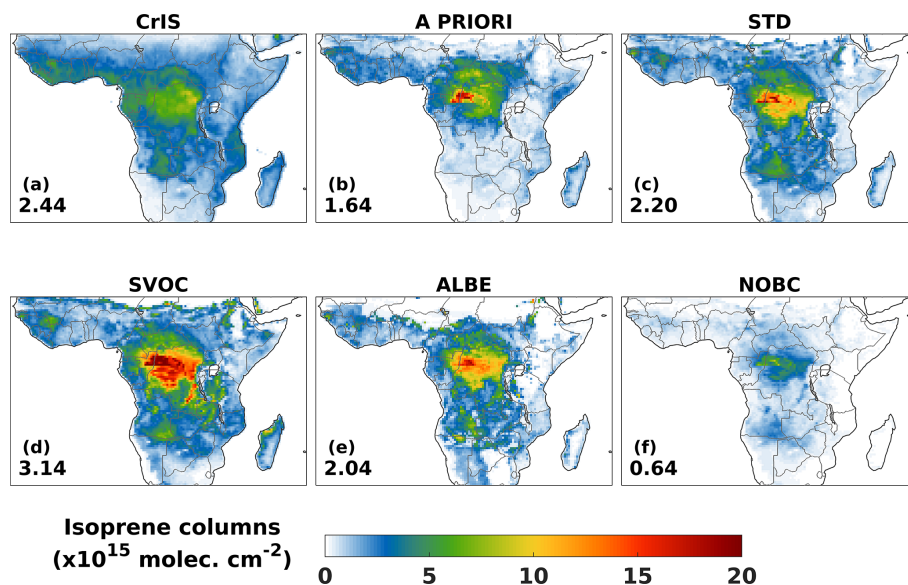 CrIS
A PRIORI
STD
(a)
2.44
(b)
1.64
(c)
2.20
SVOC
ALBE
NOBC
(d)
3.14
(e)
2.04
(f)
0.64
Isoprene columns
(x10^15 molec. cm^-2)
0 5 10 15 20